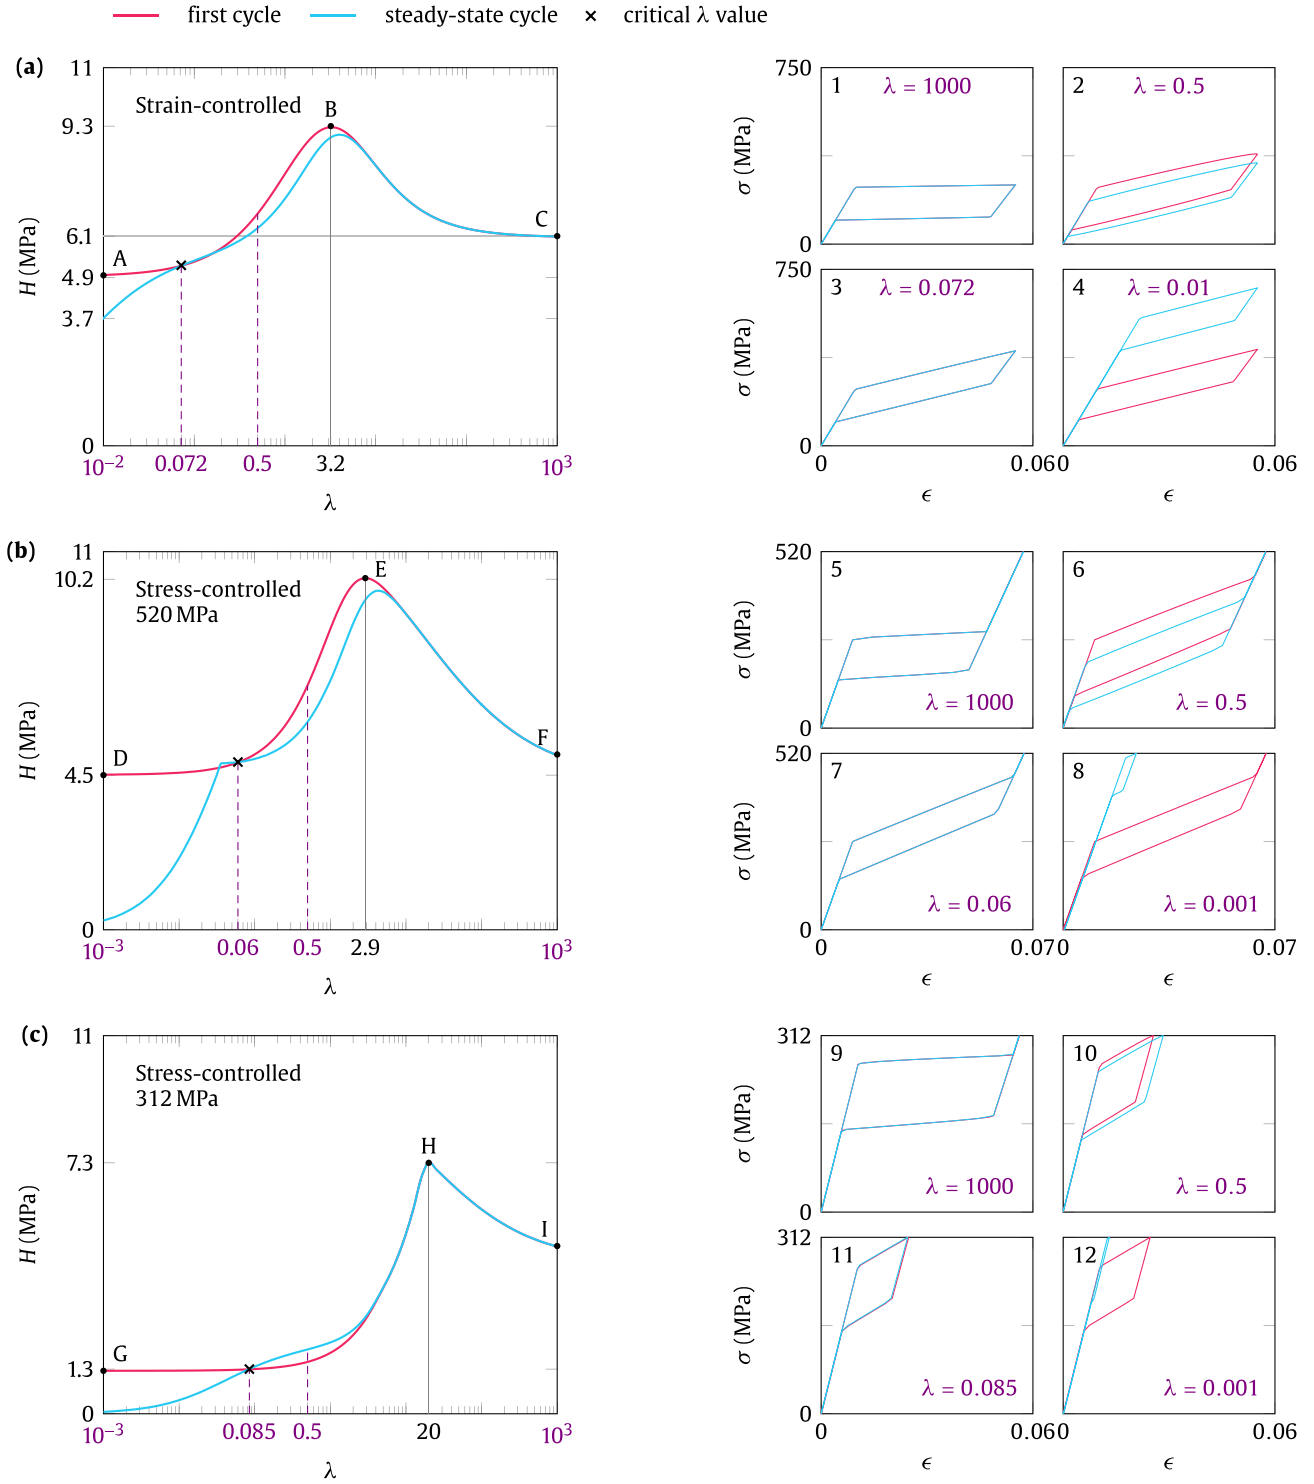 first cycle steady-state cycle × critical λ value
(a)
11
9.3
6.1
4.9
3.7
0
H (MPa)
Strain-controlled
A
B
C
10⁻² 0.072 0.5 3.2 10³
λ
750
0
σ (MPa)
1 λ = 1000
2 λ = 0.5
750
0
σ (MPa)
3 λ = 0.072
4 λ = 0.01
0 0.06 0 0.06
ϵ ϵ
(b)
11
10.2
4.5
0
H (MPa)
Stress-controlled
520 MPa
D
E
F
10⁻³ 0.06 0.5 2.9 10³
λ
520
0
σ (MPa)
5
λ = 1000
6
λ = 0.5
520
0
σ (MPa)
7
λ = 0.06
8
λ = 0.001
0 0.07 0 0.07
ϵ ϵ
(c)
11
7.3
1.3
0
H (MPa)
Stress-controlled
312 MPa
G
H
I
10⁻³ 0.085 0.5 20 10³
λ
312
0
σ (MPa)
9
λ = 1000
10
λ = 0.5
312
0
σ (MPa)
11
λ = 0.085
12
λ = 0.001
0 0.06 0 0.06
ϵ ϵ